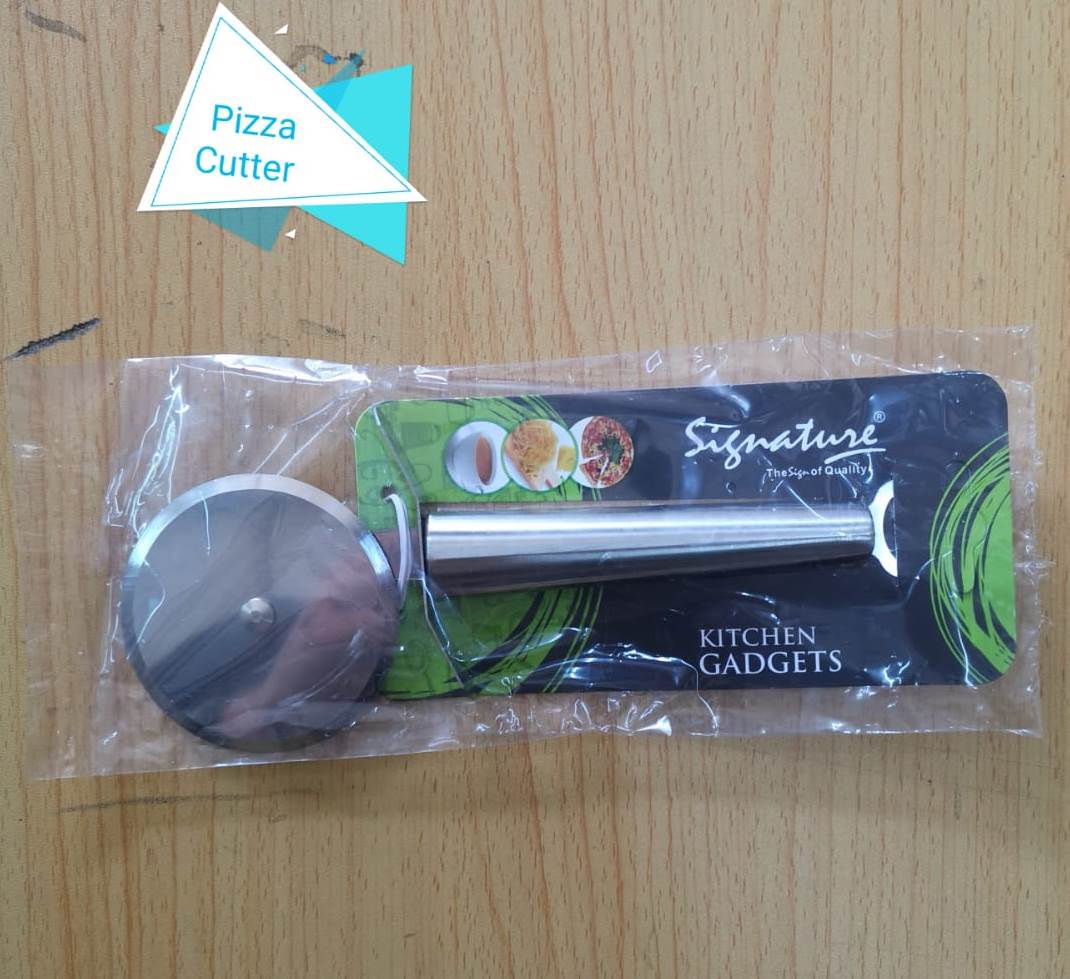 Pizza
Cutter
Signature®
The Sign of Quality
KITCHEN
GADGETS